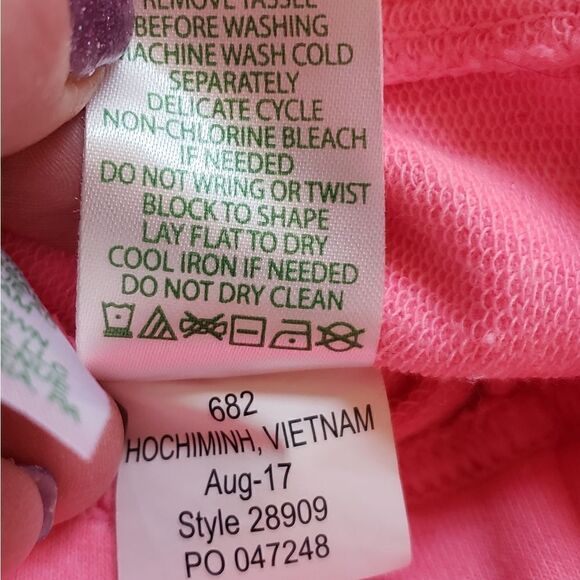 REMOVE TASSEL
BEFORE WASHING
MACHINE WASH COLD
SEPARATELY
DELICATE CYCLE
NON-CHLORINE BLEACH
IF NEEDED
DO NOT WRING OR TWIST
BLOCK TO SHAPE
LAY FLAT TO DRY
COOL IRON IF NEEDED
DO NOT DRY CLEAN
682
HOCHIMINH, VIETNAM
Aug-17
Style 28909
PO 047248